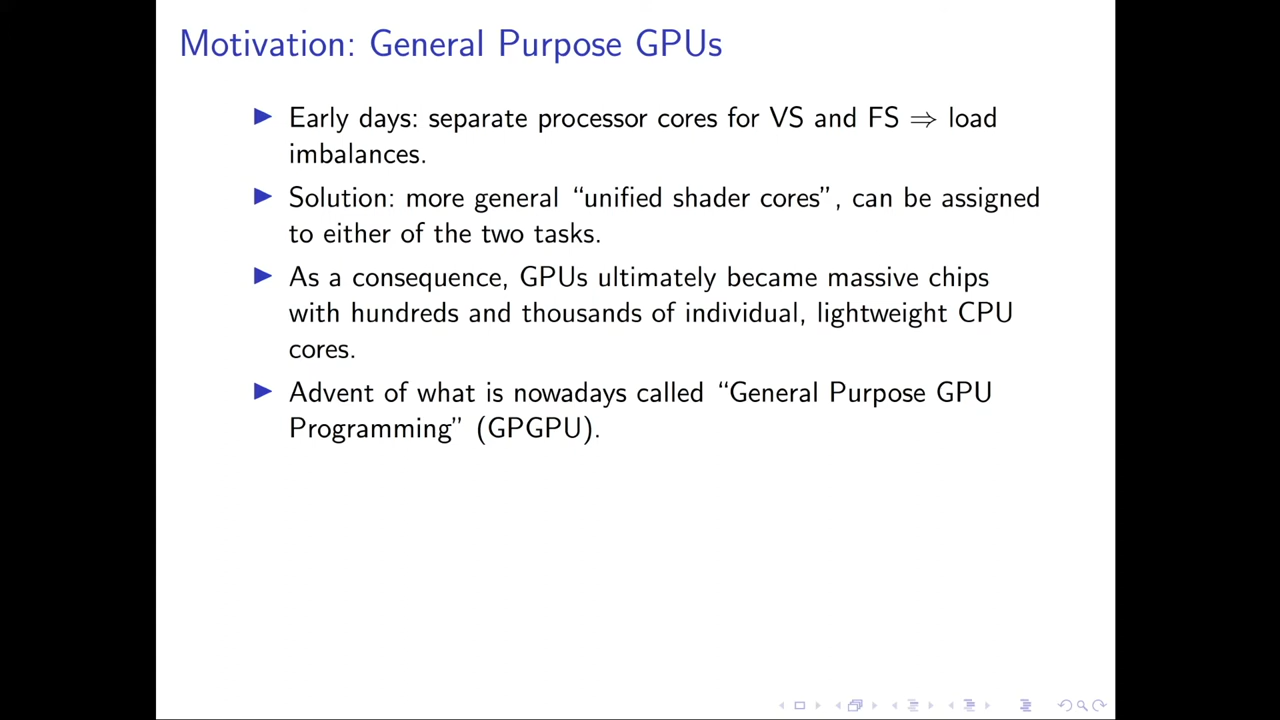 Motivation: General Purpose GPUs
Early days: separate processor cores for VS and FS ⇒ load
imbalances.
Solution: more general “unified shader cores”, can be assigned
to either of the two tasks.
As a consequence, GPUs ultimately became massive chips
with hundreds and thousands of individual, lightweight CPU
cores.
Advent of what is nowadays called “General Purpose GPU
Programming” (GPGPU).